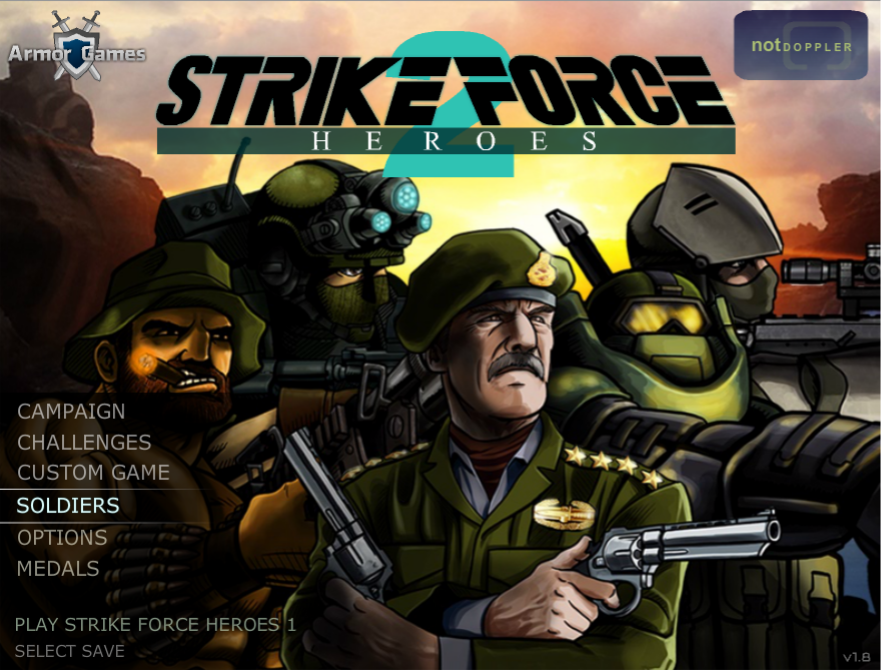 Armor Games
notDOPPLER
STRIKE FORCE
2
HEROES
CAMPAIGN
CHALLENGES
CUSTOM GAME
SOLDIERS
OPTIONS
MEDALS
PLAY STRIKE FORCE HEROES 1
SELECT SAVE
v1.8